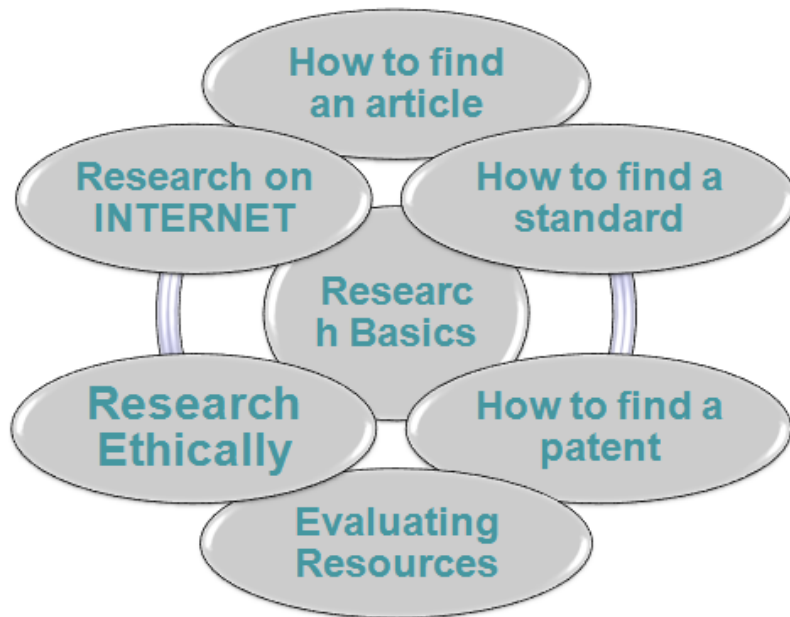 How to find
an article
Research on
INTERNET
How to find a
standard
Researc
h Basics
Research
Ethically
How to find a
patent
Evaluating
Resources